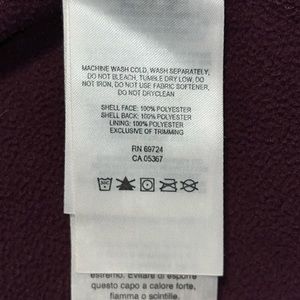 MACHINE WASH COLD, WASH SEPARATELY,
DO NOT BLEACH, TUMBLE DRY LOW, DO
NOT IRON, DO NOT USE FABRIC SOFTENER,
DO NOT DRYCLEAN
SHELL FACE: 100% POLYESTER
SHELL BACK: 100% POLYESTER
LINING: 100% POLYESTER
EXCLUSIVE OF TRIMMING
RN 69724
CA 05367
estremo. Evitare di esporre
questo capo a calore forte,
fiamma o scintille.